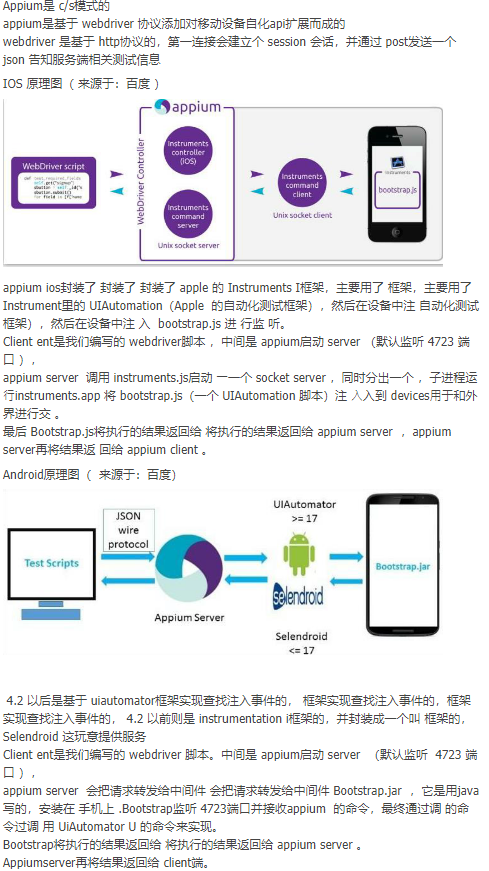 Appium是 c/s模式的
appium是基于 webdriver 协议添加对移动设备自化api扩展而成的
webdriver 是基于 http协议的，第一连接会建立个 session 会话，并通过 post发送一个
json 告知服务端相关测试信息
IOS 原理图（ 来源于：百度 ）
appium
WebDriver script
WebDriver Controller
Instruments
controller
(iOS)
Instruments
command
server
Unix socket server
Instruments
command
client
Unix socket client
instruments
bootstrap.js
appium ios封装了 封装了 封装了 apple 的 Instruments I框架，主要用了 框架，主要用了
Instrument里的 UIAutomation（Apple 的自动化测试框架），然后在设备中注 自动化测试
框架），然后在设备中注 入 bootstrap.js 进 行监 听。
Client ent是我们编写的 webdriver脚本 ，中间是 appium启动 server （默认监听 4723 端
口 ），
appium server 调用 instruments.js启动 一一个 socket server ，同时分出一个 ，子进程运
行instruments.app 将 bootstrap.js（一个 UIAutomation 脚本）注 入入到 devices用于和外
界进行交 。
最后 Bootstrap.js将执行的结果返回给 将执行的结果返回给 appium server ，appium
server再将结果返 回给 appium client 。
Android原理图（ 来源于：百度）
JSON
wire
protocol
Test Scripts
Appium Server
UIAutomator
>= 17
selendroid
Selendroid
<= 17
Bootstrap.jar
4.2 以后是基于 uiautomator框架实现查找注入事件的， 框架实现查找注入事件的，框架
实现查找注入事件的， 4.2 以前则是 instrumentation i框架的，并封装成一个叫 框架的，
Selendroid 这玩意提供服务
Client ent是我们编写的 webdriver 脚本。中间是 appium启动 server （默认监听 4723 端
口 ），
appium server 会把请求转发给中间件 会把请求转发给中间件 Bootstrap.jar ，它是用java
写的，安装在 手机上 .Bootstrap监听 4723端口并接收appium 的命令，最终通过调 的命
令过调 用 UiAutomator U 的命令来实现。
Bootstrap将执行的结果返回给 将执行的结果返回给 appium server 。
Appiumserver再将结果返回给 client端。